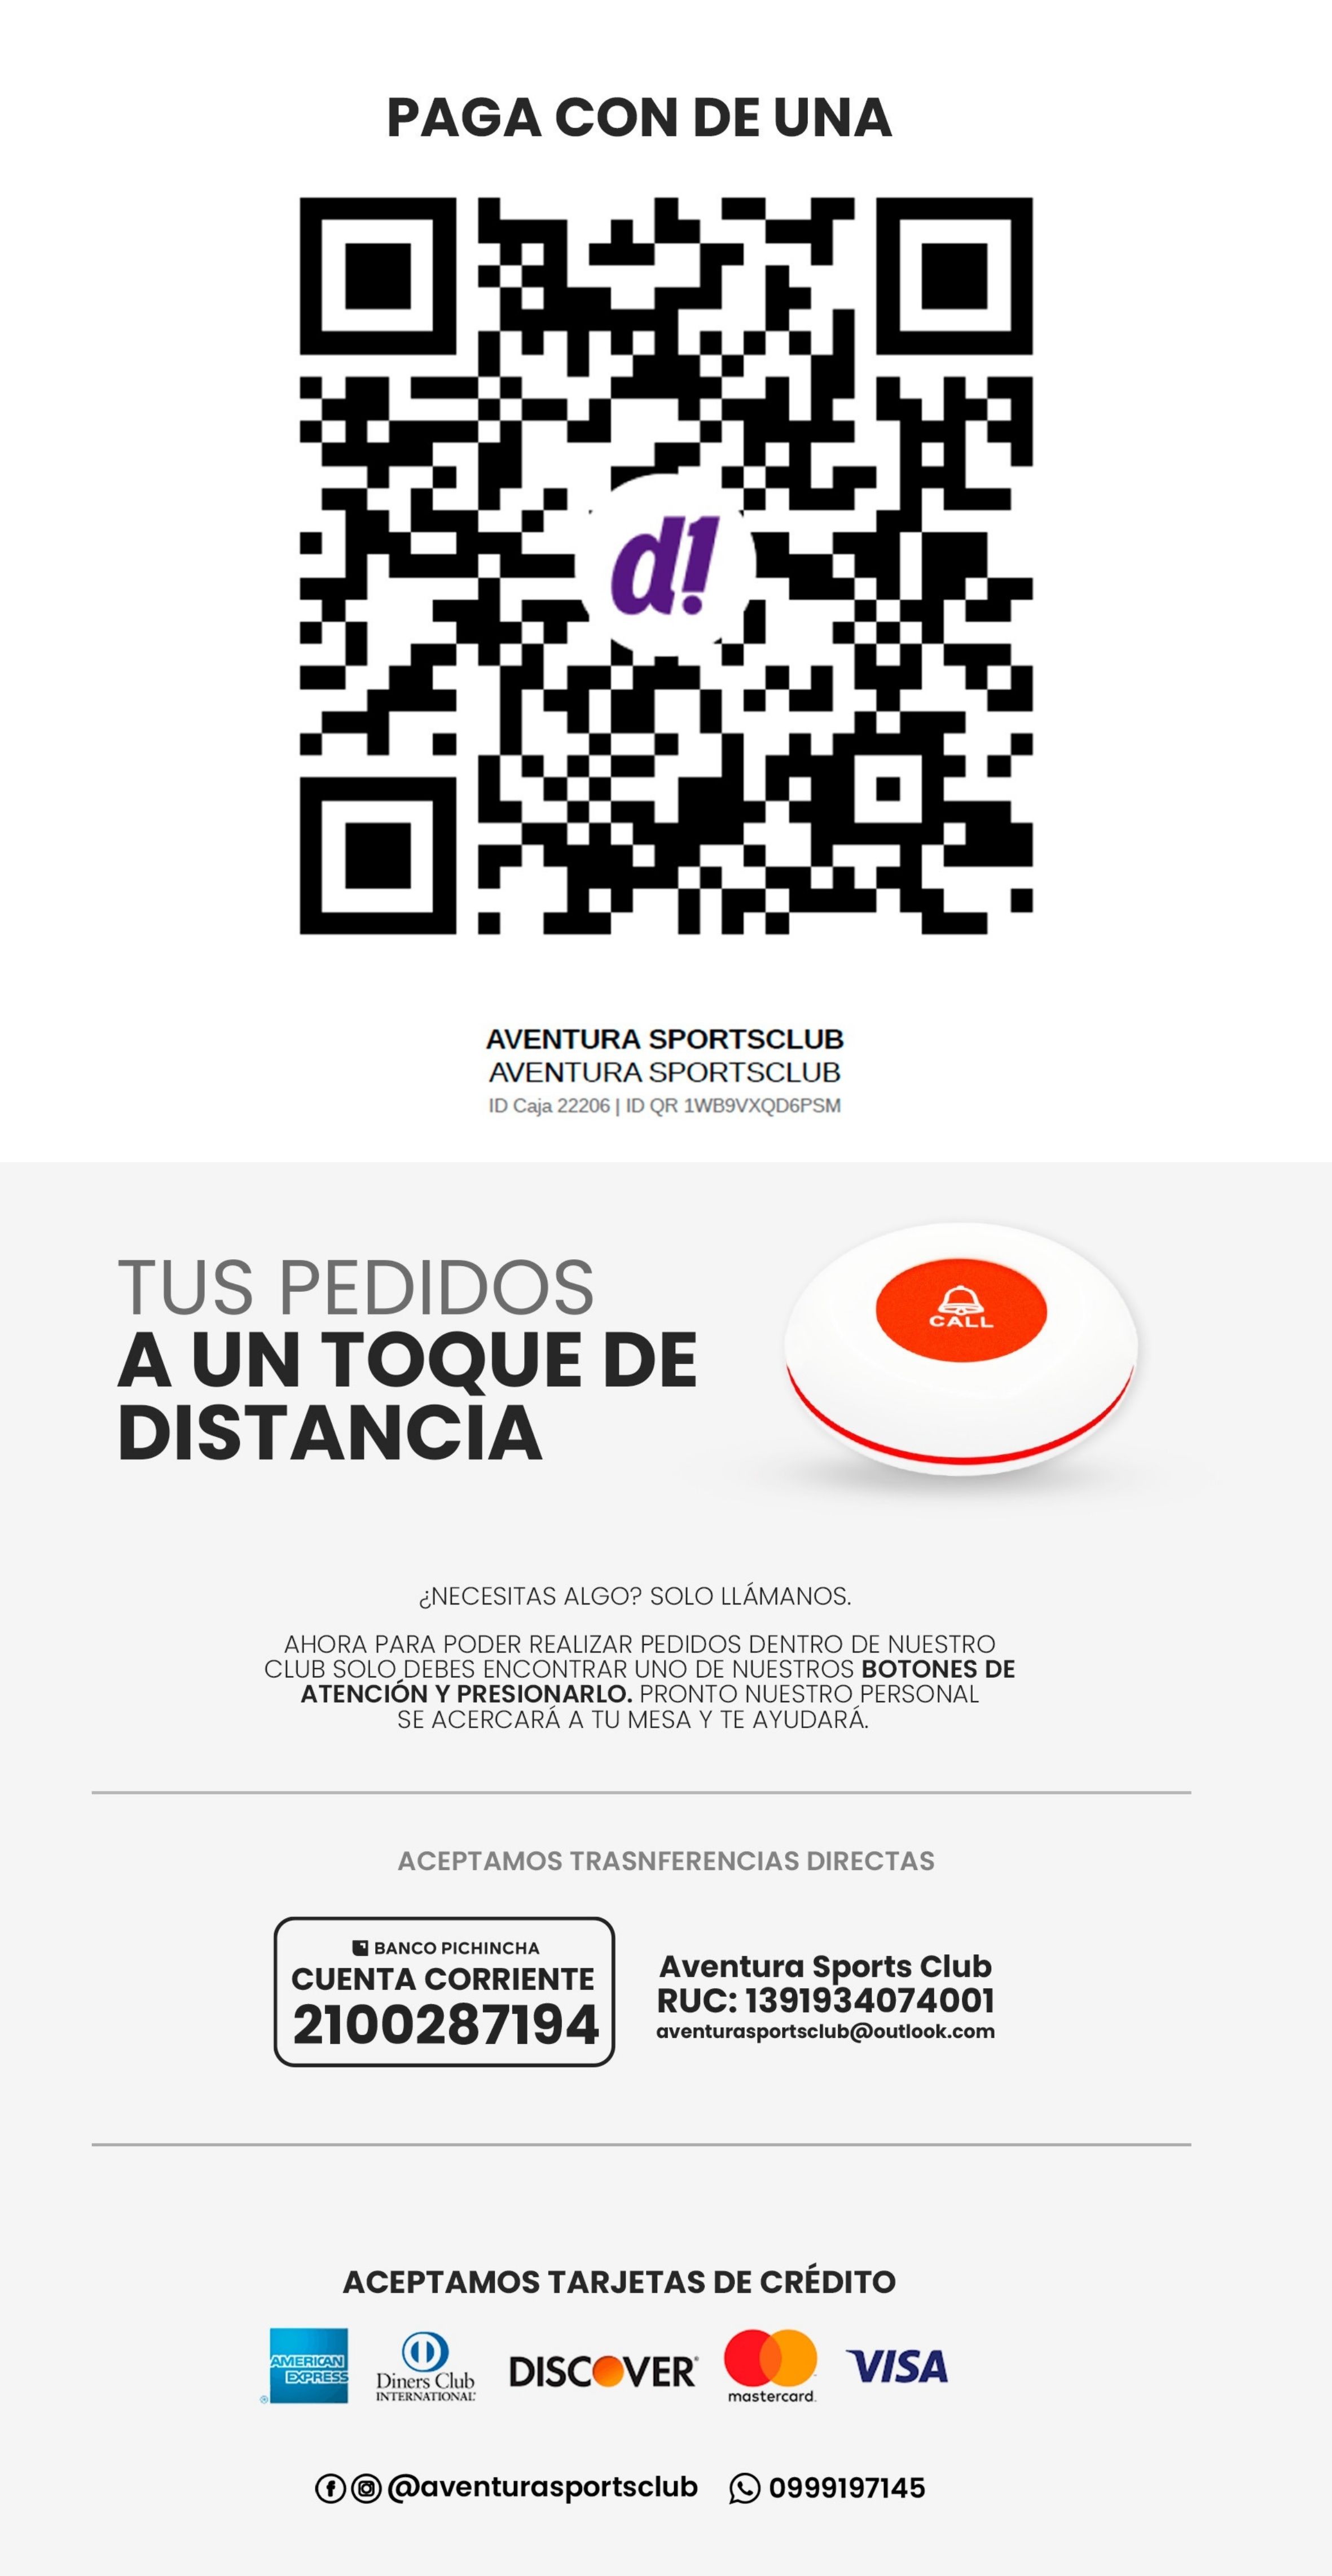 PAGA CON DE UNA
d!
AVENTURA SPORTSCLUB
AVENTURA SPORTSCLUB
ID Caja 22206 | ID QR 1WB9VXQD6PSM
TUS PEDIDOS
A UN TOQUE DE
DISTANCIA
CALL
¿NECESITAS ALGO? SOLO LLÁMANOS.
AHORA PARA PODER REALIZAR PEDIDOS DENTRO DE NUESTRO
CLUB SOLO DEBES ENCONTRAR UNO DE NUESTROS BOTONES DE
ATENCIÓN Y PRESIONARLO. PRONTO NUESTRO PERSONAL
SE ACERCARÁ A TU MESA Y TE AYUDARÁ.
ACEPTAMOS TRASNFERENCIAS DIRECTAS
BANCO PICHINCHA
CUENTA CORRIENTE
2100287194
Aventura Sports Club
RUC: 1391934074001
aventurasportsclub@outlook.com
ACEPTAMOS TARJETAS DE CRÉDITO
AMERICAN
EXPRESS
Diners Club
INTERNATIONAL
DISCOVER
mastercard.
VISA
@aventurasportsclub 0999197145